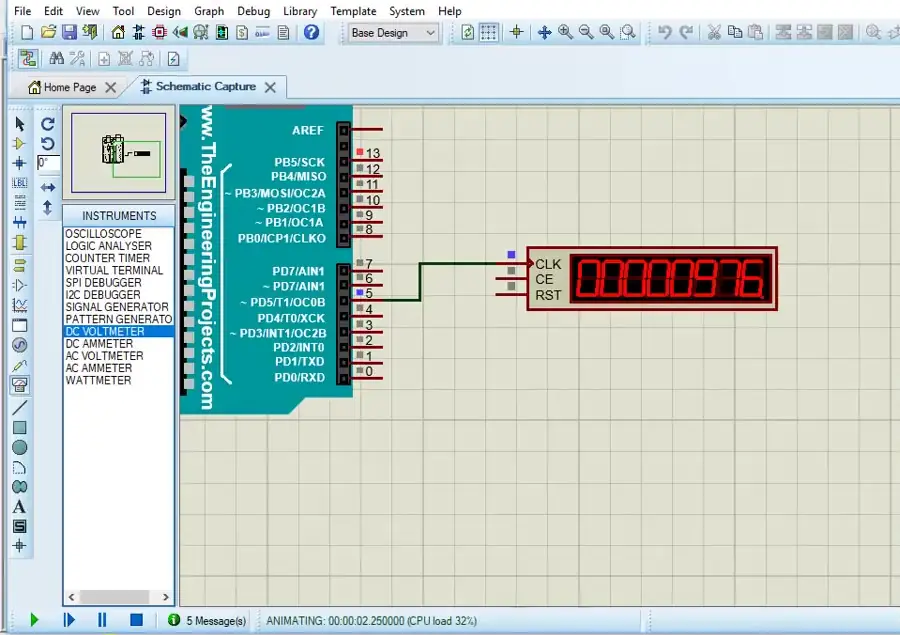 File Edit View Tool Design Graph Debug Library Template System Help
Base Design
Home Page Schematic Capture
0°
LBL
INSTRUMENTS
OSCILLOSCOPE
LOGIC ANALYSER
COUNTER TIMER
VIRTUAL TERMINAL
SPI DEBUGGER
I2C DEBUGGER
SIGNAL GENERATOR
PATTERN GENERATO
DC VOLTMETER
DC AMMETER
AC VOLTMETER
AC AMMETER
WATTMETER
A
S
ww.TheEngineeringProjects.com
AREF
PB5/SCK 13
PB4/MISO 12
~ PB3/MOSI/OC2A 11
~ PB2/OC1B 10
~ PB1/OC1A 9
PB0/ICP1/CLKO 8
PD7/AIN1 7
~ PD7/AIN1 6
~ PD5/T1/OC0B 5
PD4/T0/XCK 4
~ PD3/INT1/OC2B 3
PD2/INT0 2
PD1/TXD 1
PD0/RXD 0
CLK
CE
RST
00000976
5 Message(s) ANIMATING: 00:00:02.250000 (CPU load 32%)